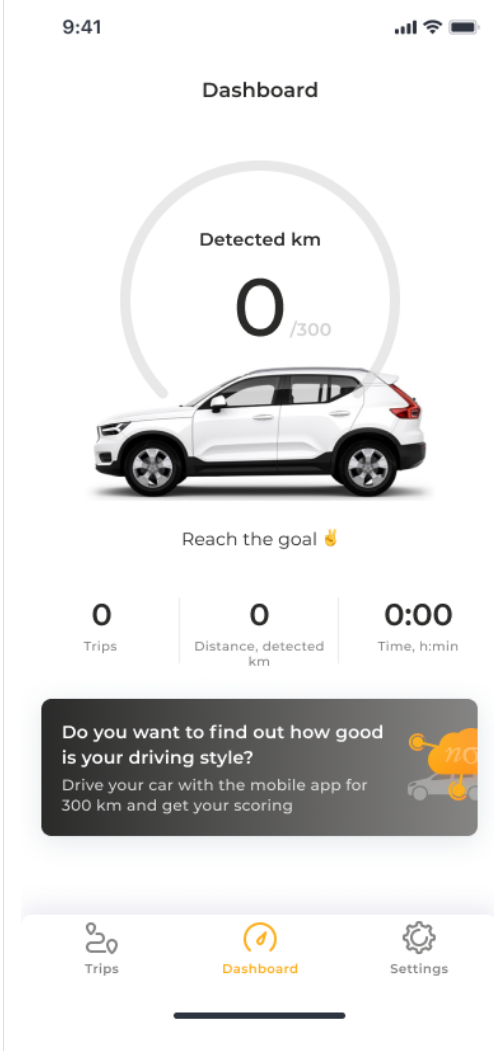 9:41
Dashboard
Detected km
0 /300
Reach the goal ✌️
0
Trips
0
Distance, detected
km
0:00
Time, h:min
Do you want to find out how good
is your driving style?
Drive your car with the mobile app for
300 km and get your scoring
no
Trips
Dashboard
Settings